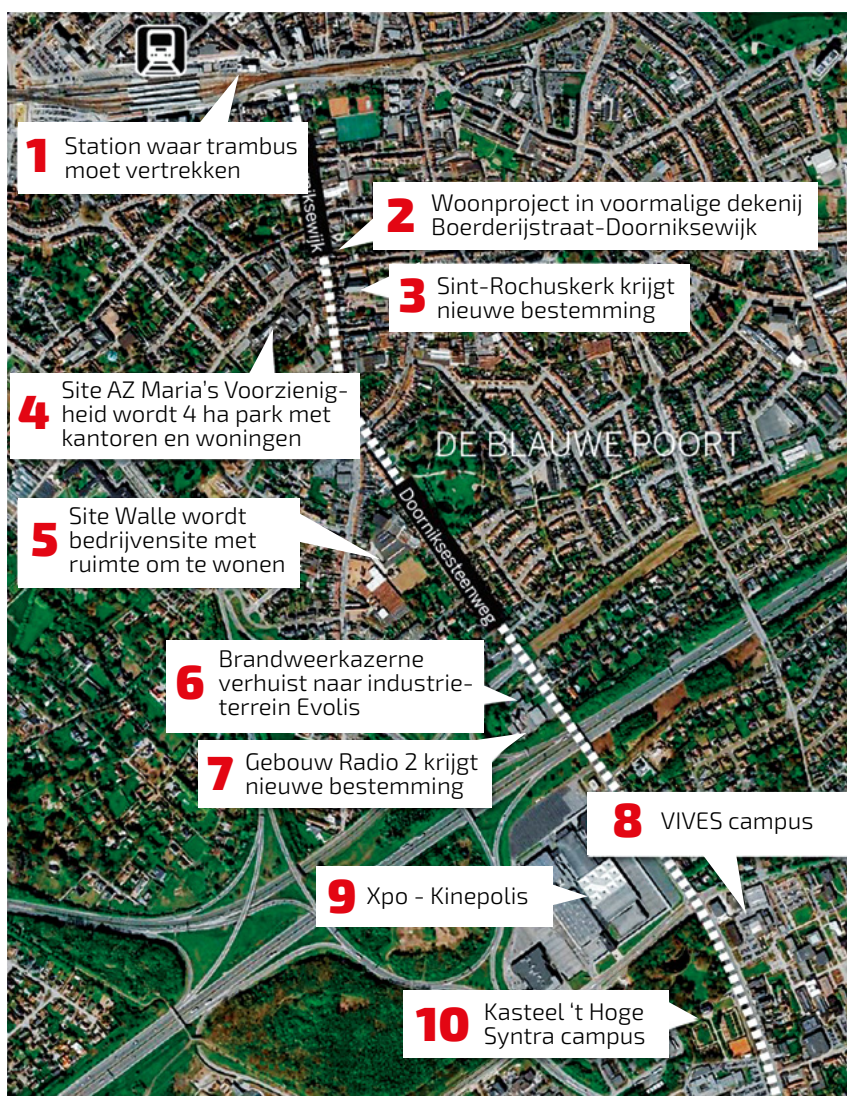 1 Station waar trambus
moet vertrekken
niksewijk
2 Woonproject in voormalige dekenij
Boerderijstraat-Doorniksewijk
3 Sint-Rochuskerk krijgt
nieuwe bestemming
4 Site AZ Maria’s Voorzienig-
heid wordt 4 ha park met
kantoren en woningen
DE BLAUWE POORT
Doorniksesteenweg
5 Site Walle wordt
bedrijvensite met
ruimte om te wonen
6 Brandweerkazerne
verhuist naar industrie-
terrein Evolis
7 Gebouw Radio 2 krijgt
nieuwe bestemming
8 VIVES campus
9 Xpo - Kinepolis
10 Kasteel ‘t Hoge
Syntra campus